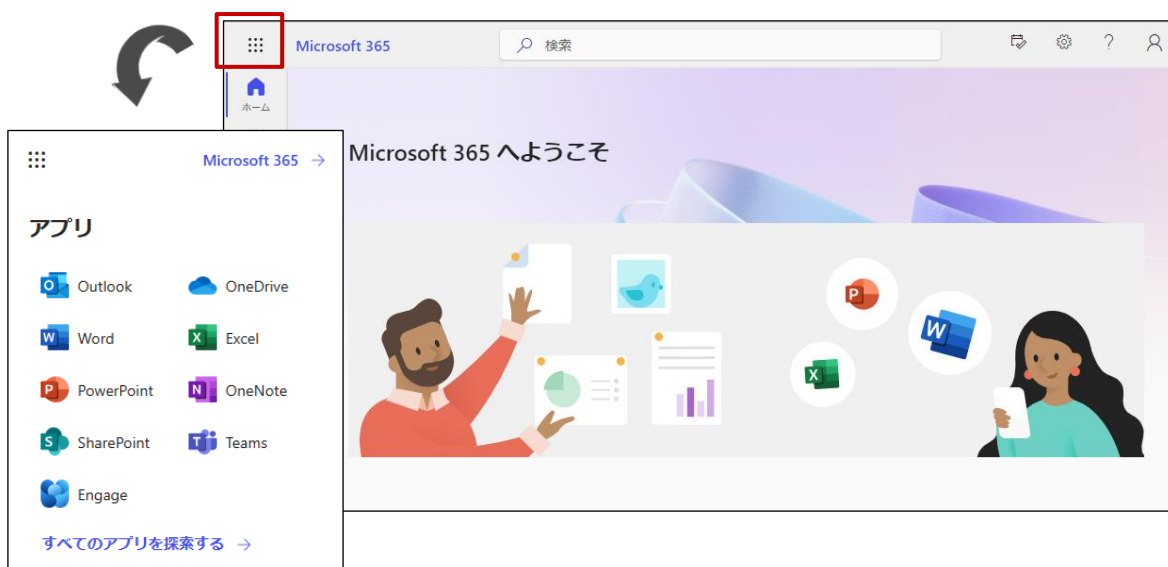 Microsoft 365
検索
ホーム
Microsoft 365 へようこそ
Microsoft 365 →
アプリ
Outlook
OneDrive
Word
Excel
PowerPoint
OneNote
SharePoint
Teams
Engage
すべてのアプリを探索する →